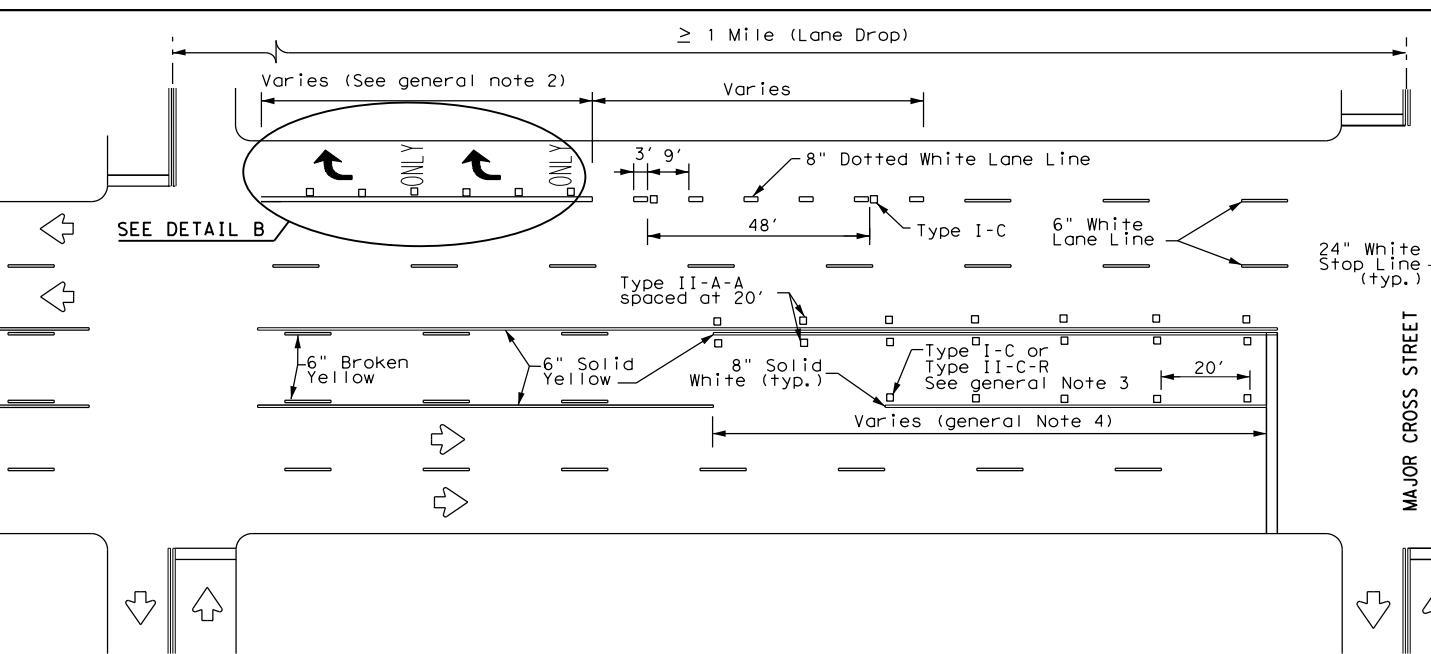 ≥ 1 Mile (Lane Drop)
Varies (See general note 2)
Varies
ONLY
ONLY
3'
9'
8" Dotted White Lane Line
SEE DETAIL B
48'
Type I-C
6" White
Lane Line
24" White
Stop Line
(typ.)
Type II-A-A
spaced at 20'
6" Broken
Yellow
6" Solid
Yellow
8" Solid
White (typ.)
Type I-C or
Type II-C-R
See general Note 3
20'
Varies (general Note 4)
MAJOR CROSS STREET